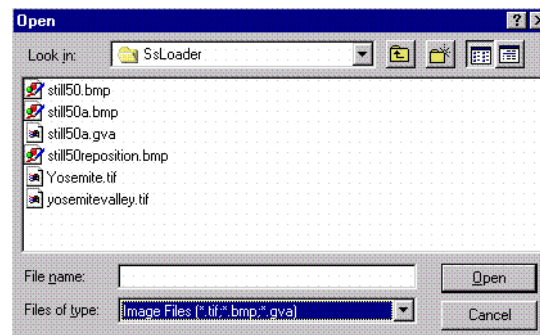 Open
Look in: SsLoader
still50.bmp
still50a.bmp
still50a.gva
still50reposition.bmp
Yosemite.tif
yosemitevalley.tif
File name: Open
Files of type: Image Files (*.tif;*.bmp;*.gva) Cancel